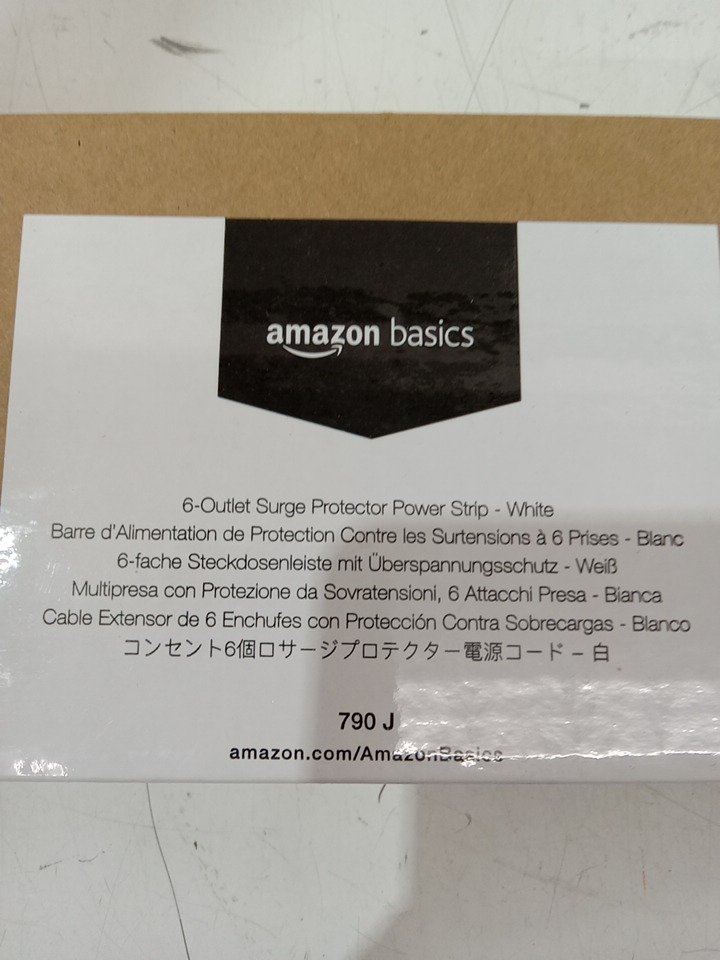 amazon basics
6-Outlet Surge Protector Power Strip - White
Barre d'Alimentation de Protection Contre les Surtensions à 6 Prises - Blanc
6-fache Steckdosenleiste mit Überspannungsschutz - Weiß
Multipresa con Protezione da Sovratensioni, 6 Attacchi Presa - Bianca
Cable Extensor de 6 Enchufes con Protección Contra Sobrecargas - Blanco
コンセント6個口サージプロテクター電源コード – 白
790 J
amazon.com/AmazonBasics